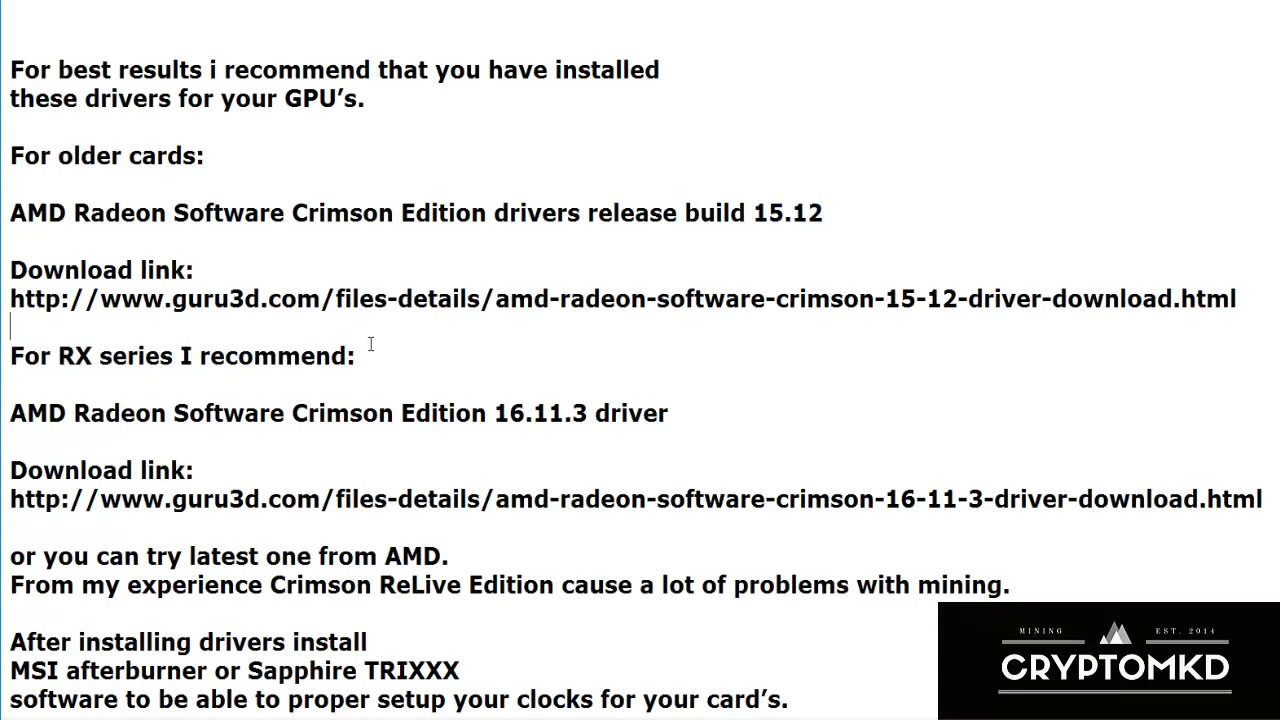 For best results i recommend that you have installed
these drivers for your GPU’s.
For older cards:
AMD Radeon Software Crimson Edition drivers release build 15.12
Download link:
http://www.guru3d.com/files-details/amd-radeon-software-crimson-15-12-driver-download.html
For RX series I recommend:
AMD Radeon Software Crimson Edition 16.11.3 driver
Download link:
http://www.guru3d.com/files-details/amd-radeon-software-crimson-16-11-3-driver-download.html
or you can try latest one from AMD.
From my experience Crimson ReLive Edition cause a lot of problems with mining.
After installing drivers install
MSI afterburner or Sapphire TRIXXX
software to be able to proper setup your clocks for your card’s.
MINING EST. 2014
CRYPTOMKD